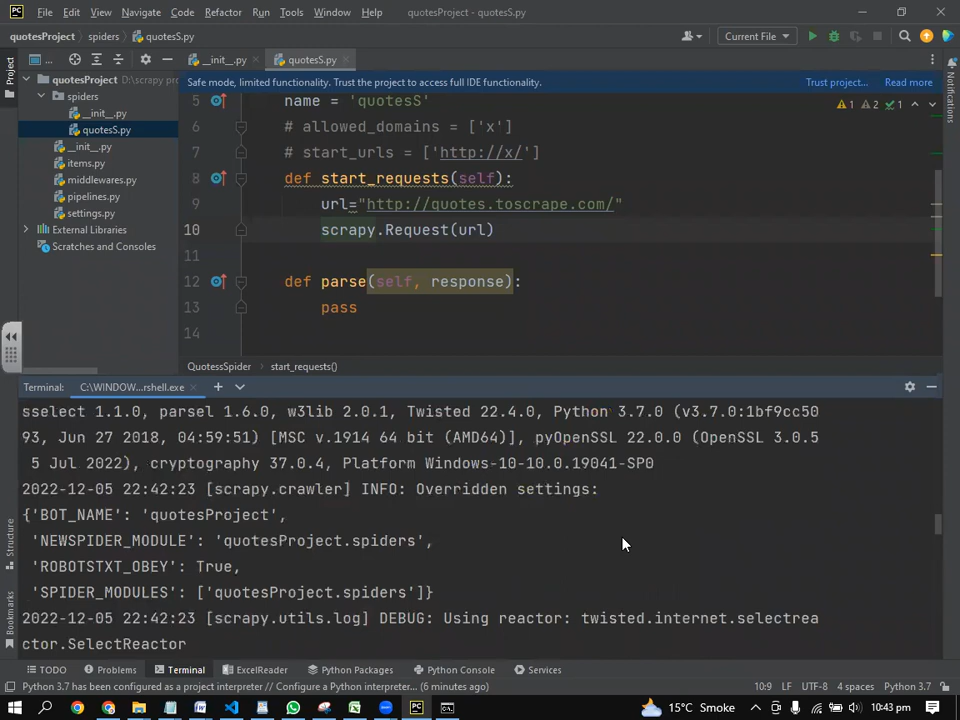 PC File Edit View Navigate Code Refactor Run Tools Window Help quotesProject - quotesS.py
quotesProject spiders quotesS.py Current File
Project
... __init__.py quotesS.py
quotesProject D:\scrapy pro
spiders
__init__.py
quotesS.py
__init__.py
items.py
middlewares.py
pipelines.py
settings.py
External Libraries
Scratches and Consoles
Safe mode, limited functionality. Trust the project to access full IDE functionality. Trust project... Read more
1 2 1
Notifications
5 name = 'quotesS'
6 # allowed_domains = ['x']
7 # start_urls = ['http://x/']
8 def start_requests(self):
9 url="http://quotes.toscrape.com/"
10 scrapy.Request(url)
11
12 def parse(self, response):
13 pass
14
QuotessSpider start_requests()
Terminal: C:\WINDOW...rshell.exe
sselect 1.1.0, parsel 1.6.0, w3lib 2.0.1, Twisted 22.4.0, Python 3.7.0 (v3.7.0:1bf9cc50
93, Jun 27 2018, 04:59:51) [MSC v.1914 64 bit (AMD64)], pyOpenSSL 22.0.0 (OpenSSL 3.0.5
5 Jul 2022), cryptography 37.0.4, Platform Windows-10-10.0.19041-SP0
2022-12-05 22:42:23 [scrapy.crawler] INFO: Overridden settings:
{'BOT_NAME': 'quotesProject',
'NEWSPIDER_MODULE': 'quotesProject.spiders',
'ROBOTSTXT_OBEY': True,
'SPIDER_MODULES': ['quotesProject.spiders']}
2022-12-05 22:42:23 [scrapy.utils.log] DEBUG: Using reactor: twisted.internet.selectrea
ctor.SelectReactor
Structure
Bookmarks
TODO Problems Terminal ExcelReader Python Packages Python Console Services
Python 3.7 has been configured as a project interpreter // Configure a Python interpreter... (6 minutes ago) 10:9 LF UTF-8 4 spaces Python 3.7
15°C Smoke 10:43 pm